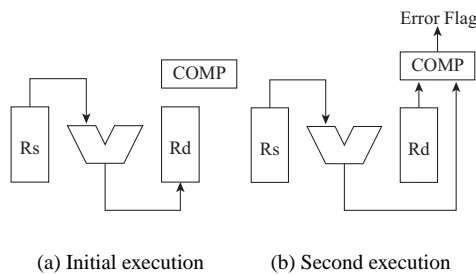 Error Flag
COMP
COMP
Rs
Rd
Rs
Rd
(a) Initial execution
(b) Second execution